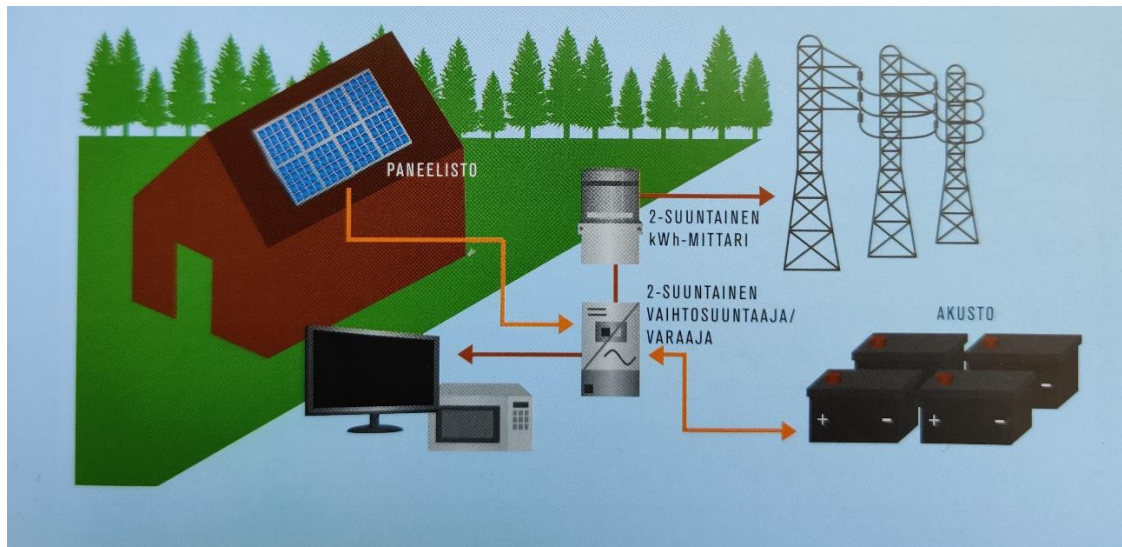 PANEELISTO
2-SUUNTAINEN
kWh-MITTARI
2-SUUNTAINEN
VAIHTOSUUNTAAJA/
VARAAJA
AKUSTO
+ -
+ -
-